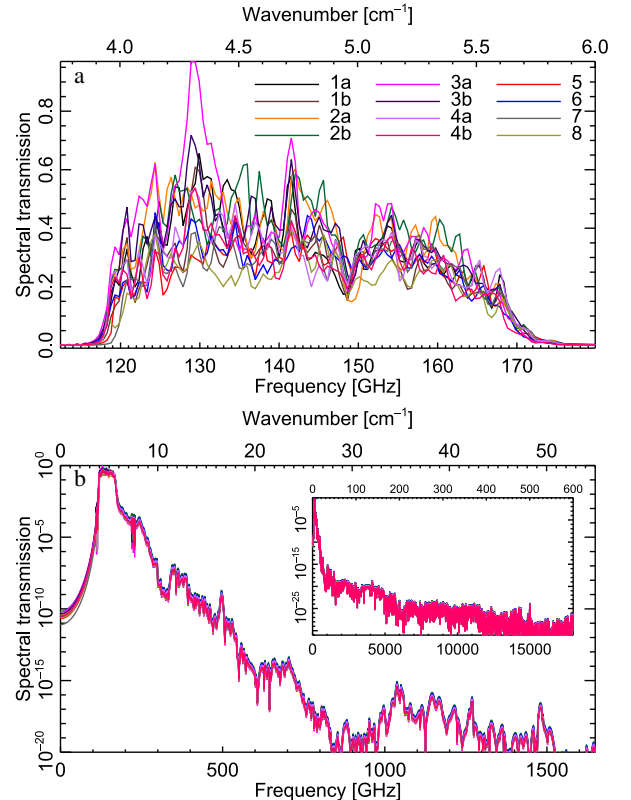 Wavenumber [cm⁻¹]
4.0 4.5 5.0 5.5 6.0
a
1a 3a 5
1b 3b 6
2a 4a 7
2b 4b 8
Spectral transmission
0.8
0.6
0.4
0.2
0.0
120 130 140 150 160 170
Frequency [GHz]
Wavenumber [cm⁻¹]
0 10 20 30 40 50
b
Spectral transmission
10⁰
10⁻⁵
10⁻¹⁰
10⁻¹⁵
10⁻²⁰
0 100 200 300 400 500 600
10⁻⁵
10⁻¹⁵
10⁻²⁵
0 5000 10000 15000
0 500 1000 1500
Frequency [GHz]